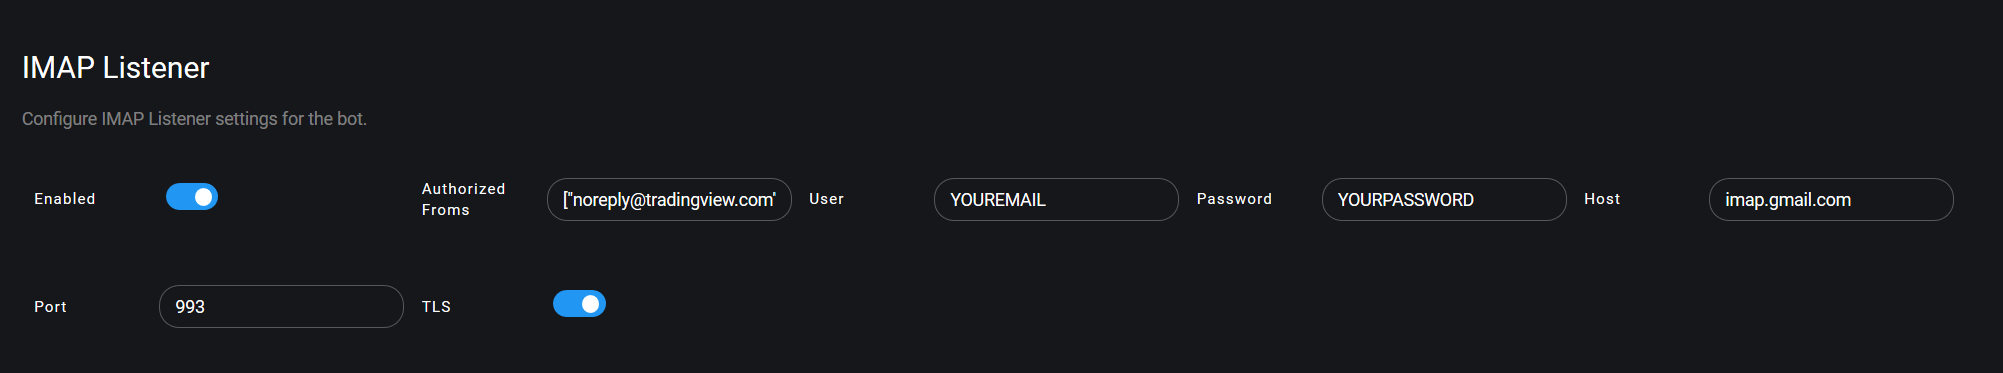 IMAP Listener
Configure IMAP Listener settings for the bot.
Enabled
Authorized
Froms
["noreply@tradingview.com"
User
YOUREMAIL
Password
YOURPASSWORD
Host
imap.gmail.com
Port
993
TLS